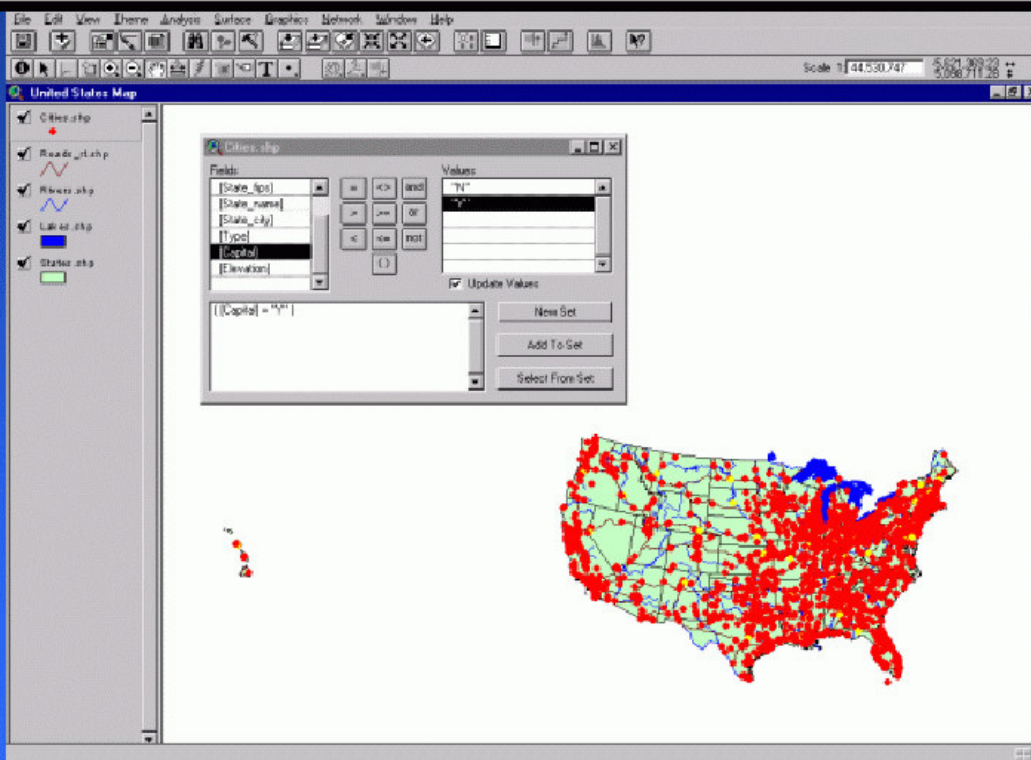 File Edit View Theme Analysis Surface Graphics Network Window Help
Scale 1: 44,530,747
United States Map
Cities.shp
Roads_rt.shp
Rivers.shp
Lakes.shp
States.shp
Cities.shp
Fields
Values
[State_fips]
[State_name]
[State_city]
[Type]
[Capital]
[Elevation]
= <> and
> >= or
< <= not
( )
"N"
"Y"
Update Values
( [Capital] = "Y" )
New Set
Add To Set
Select From Set